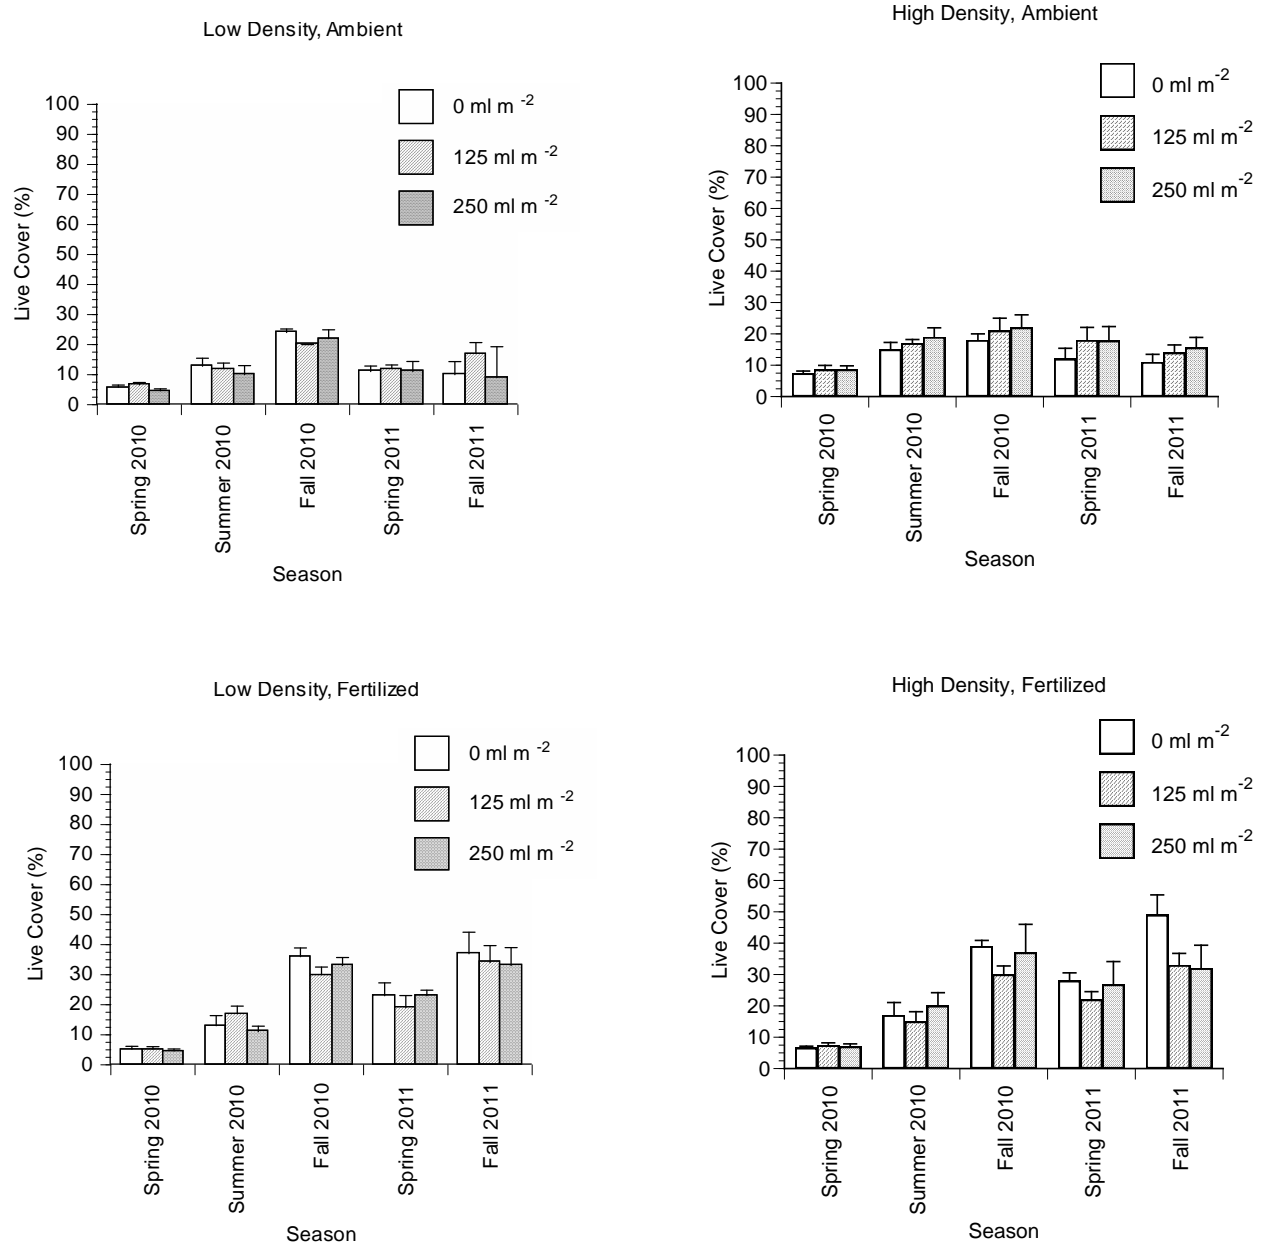 Low Density, Ambient
0 ml m -2
125 ml m -2
250 ml m -2
100
90
80
70
60
50
40
30
20
10
0
Live Cover (%)
Spring 2010
Summer 2010
Fall 2010
Spring 2011
Fall 2011
Season
High Density, Ambient
0 ml m-2
125 ml m-2
250 ml m-2
100
90
80
70
60
50
40
30
20
10
0
Live Cover (%)
Spring 2010
Summer 2010
Fall 2010
Spring 2011
Fall 2011
Season
Low Density, Fertilized
0 ml m -2
125 ml m -2
250 ml m -2
100
90
80
70
60
50
40
30
20
10
0
Live Cover (%)
Spring 2010
Summer 2010
Fall 2010
Spring 2011
Fall 2011
Season
High Density, Fertilized
0 ml m-2
125 ml m-2
250 ml m-2
100
90
80
70
60
50
40
30
20
10
0
Live Cover (%)
Spring 2010
Summer 2010
Fall 2010
Spring 2011
Fall 2011
Season